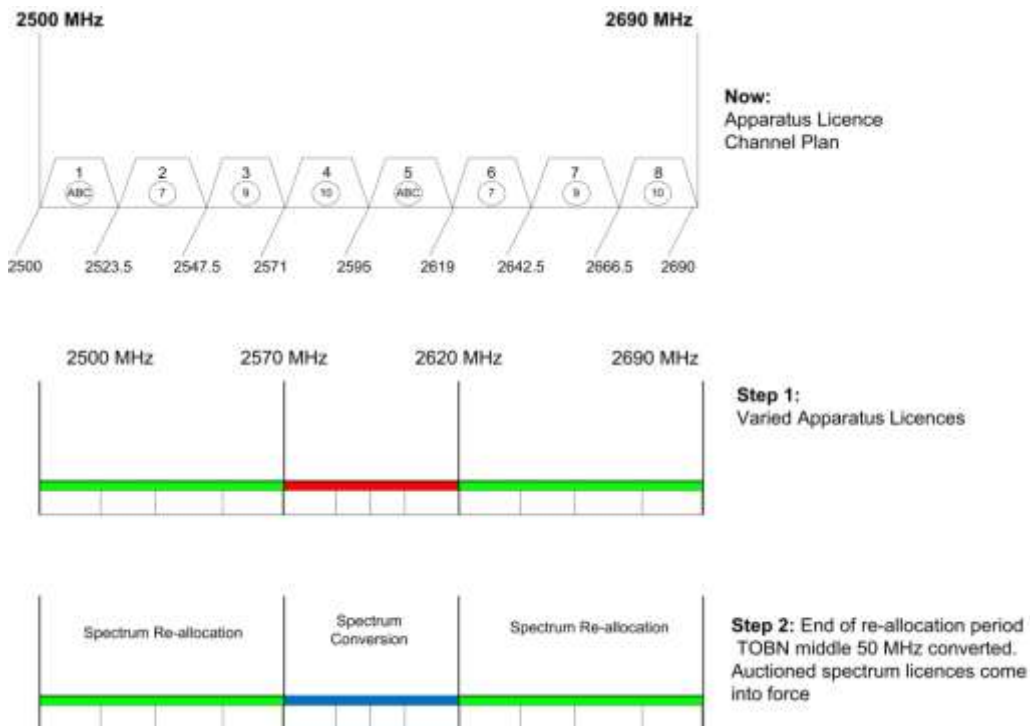 2500 MHz 2690 MHz
Now:
Apparatus Licence
Channel Plan
1 2 3 4 5 6 7 8
ABC 7 9 10 ABC 7 9 10
2500 2523.5 2547.5 2571 2595 2619 2642.5 2666.5 2690
2500 MHz 2570 MHz 2620 MHz 2690 MHz
Step 1:
Varied Apparatus Licences
Spectrum Re-allocation
Spectrum
Conversion
Spectrum Re-allocation
Step 2: End of re-allocation period
TOBN middle 50 MHz converted.
Auctioned spectrum licences come
into force